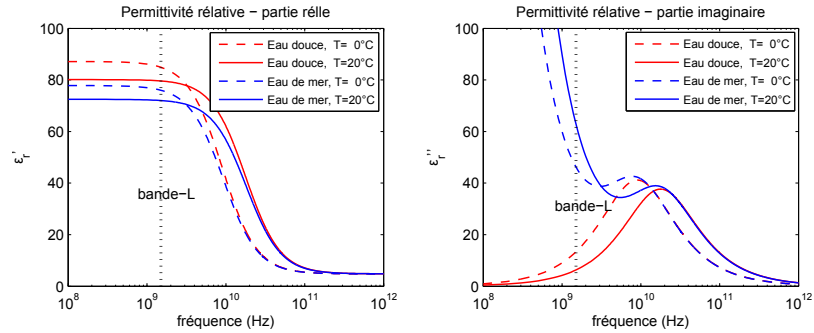 Permittivité rélative − partie rélle
100
80
60
40
20
0
ε_r'
Eau douce, T= 0°C
Eau douce, T=20°C
Eau de mer, T= 0°C
Eau de mer, T=20°C
bande−L
10^8
10^9
10^10
10^11
10^12
fréquence (Hz)
Permittivité rélative − partie imaginaire
100
80
60
40
20
0
ε_r''
Eau douce, T= 0°C
Eau douce, T=20°C
Eau de mer, T= 0°C
Eau de mer, T=20°C
bande−L
10^8
10^9
10^10
10^11
10^12
fréquence (Hz)